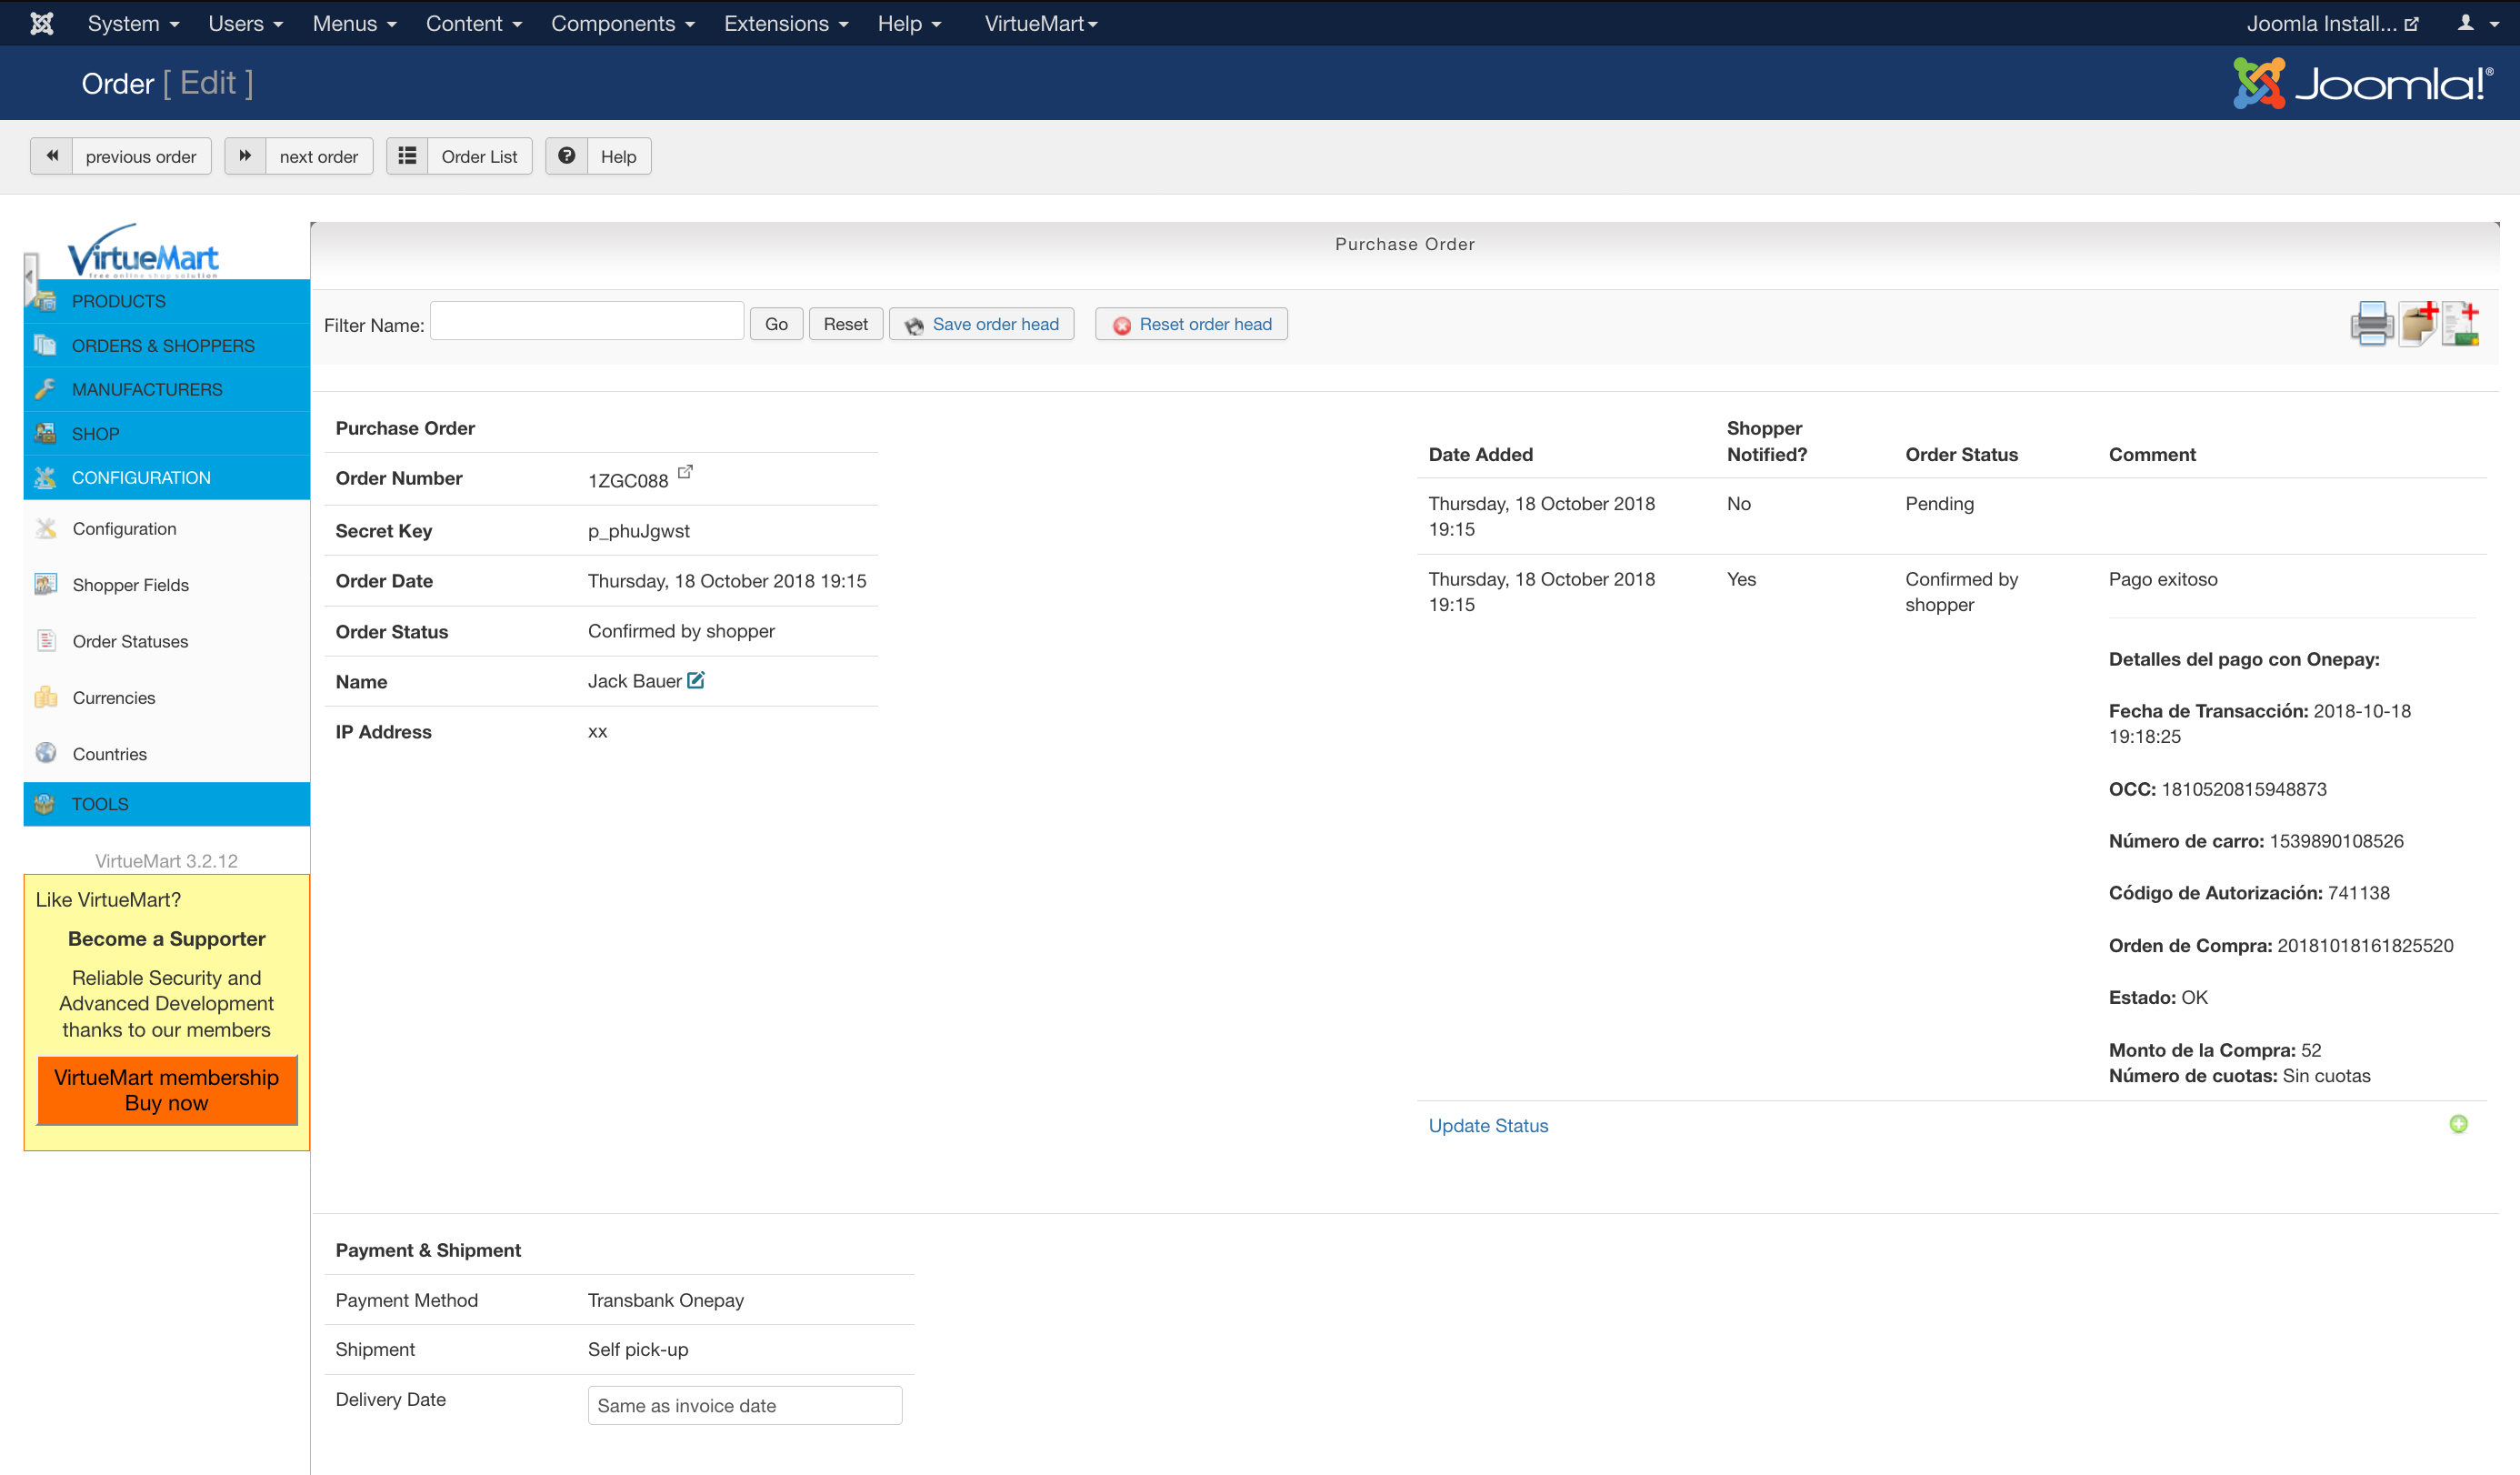 System Users Menus Content Components Extensions Help VirtueMart Joomla Install...
Order [ Edit ]
Joomla!®
previous order next order Order List Help
VirtueMart
free online shop solution
PRODUCTS
ORDERS & SHOPPERS
MANUFACTURERS
SHOP
CONFIGURATION
Configuration
Shopper Fields
Order Statuses
Currencies
Countries
TOOLS
VirtueMart 3.2.12
Like VirtueMart?
Become a Supporter
Reliable Security and
Advanced Development
thanks to our members
VirtueMart membership
Buy now
Purchase Order
Filter Name: Go Reset Save order head Reset order head
Purchase Order
Order Number 1ZGC088
Secret Key p_phuJgwst
Order Date Thursday, 18 October 2018 19:15
Order Status Confirmed by shopper
Name Jack Bauer
IP Address xx
Shopper
Date Added Notified? Order Status Comment
Thursday, 18 October 2018 No Pending
19:15
Thursday, 18 October 2018 Yes Confirmed by Pago exitoso
19:15 shopper
Detalles del pago con Onepay:
Fecha de Transacción: 2018-10-18
19:18:25
OCC: 1810520815948873
Número de carro: 1539890108526
Código de Autorización: 741138
Orden de Compra: 20181018161825520
Estado: OK
Monto de la Compra: 52
Número de cuotas: Sin cuotas
Update Status
Payment & Shipment
Payment Method Transbank Onepay
Shipment Self pick-up
Delivery Date Same as invoice date